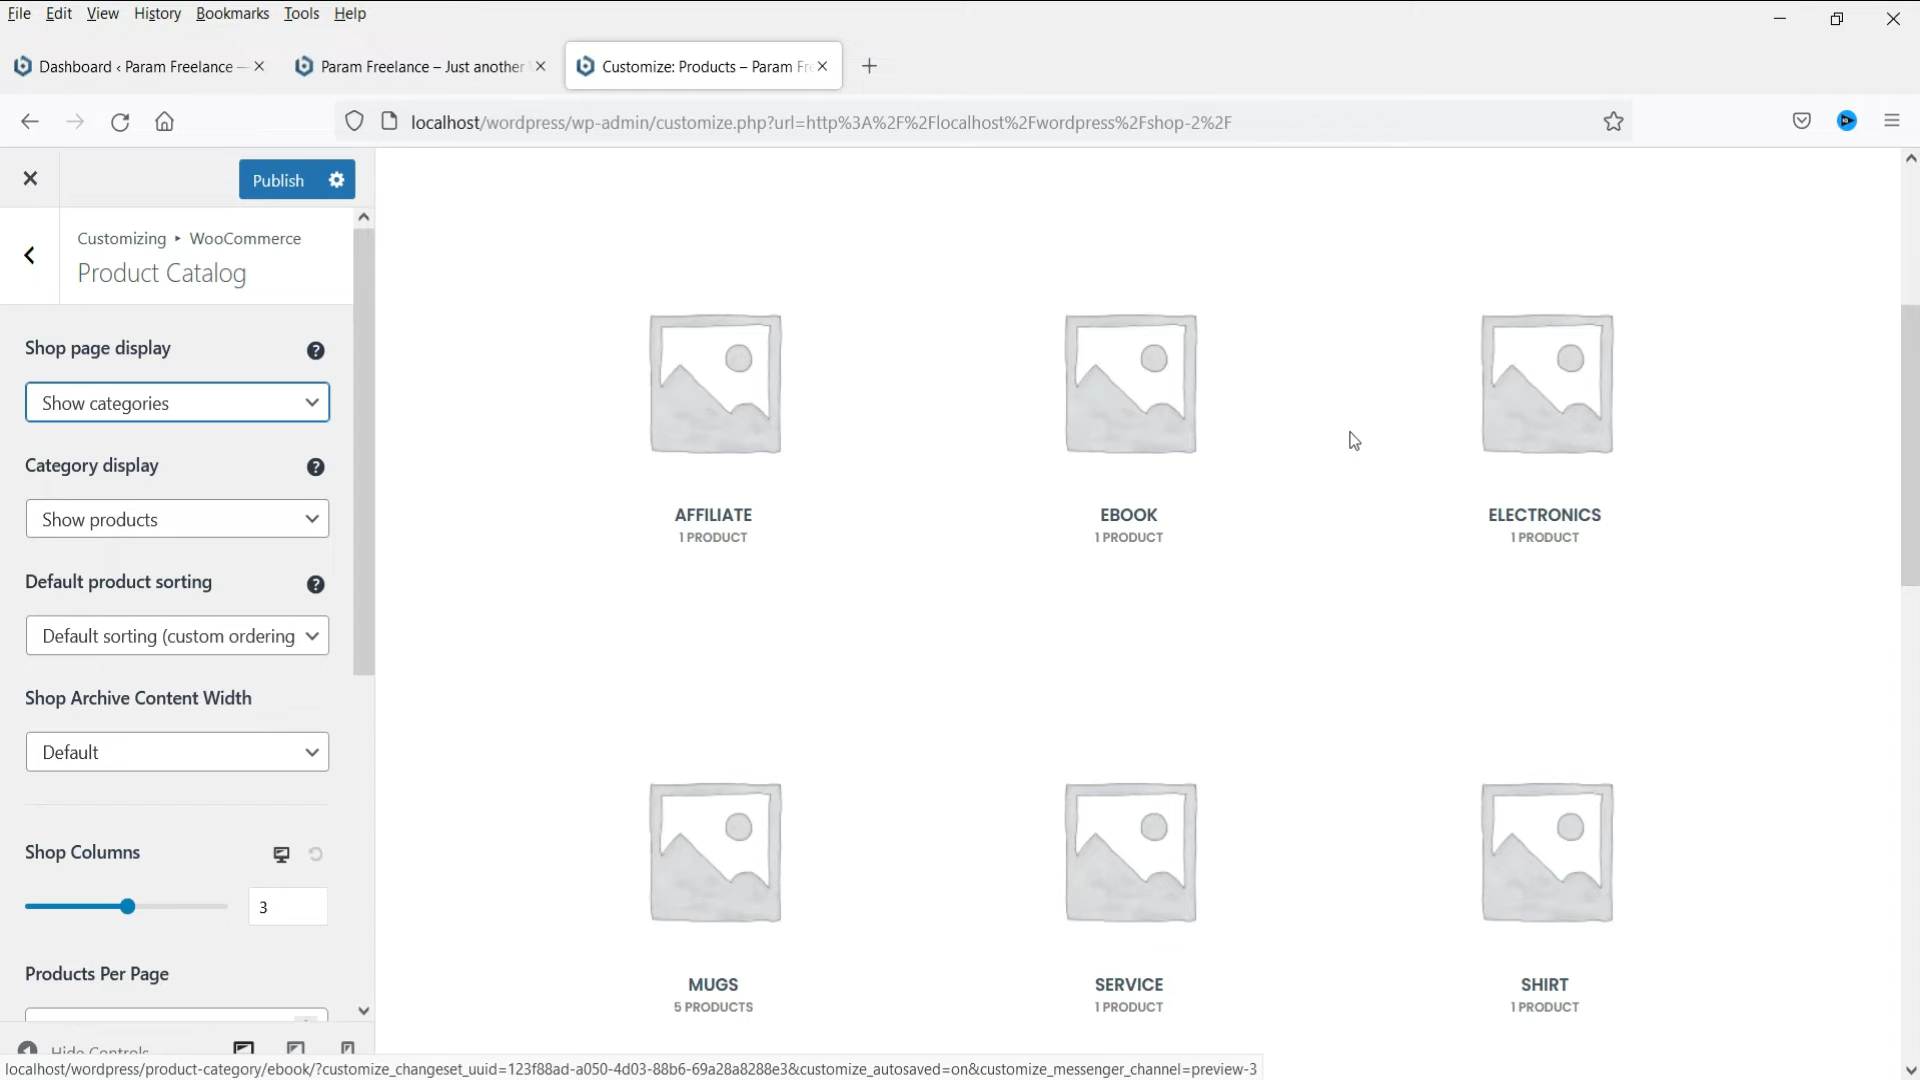 File Edit View History Bookmarks Tools Help
Dashboard ‹ Param Freelance —
Param Freelance – Just another
Customize: Products – Param Fr
localhost/wordpress/wp-admin/customize.php?url=http%3A%2F%2Flocalhost%2Fwordpress%2Fshop-2%2F
Publish
Customizing ▸ WooCommerce
Product Catalog
Shop page display
Show categories
Category display
Show products
Default product sorting
Default sorting (custom ordering
Shop Archive Content Width
Default
Shop Columns
3
Products Per Page
Hide Controls
AFFILIATE
1 PRODUCT
EBOOK
1 PRODUCT
ELECTRONICS
1 PRODUCT
MUGS
5 PRODUCTS
SERVICE
1 PRODUCT
SHIRT
1 PRODUCT
localhost/wordpress/product-category/ebook/?customize_changeset_uuid=123f88ad-a050-4d03-88b6-69a28a8288e3&customize_autosaved=on&customize_messenger_channel=preview-3